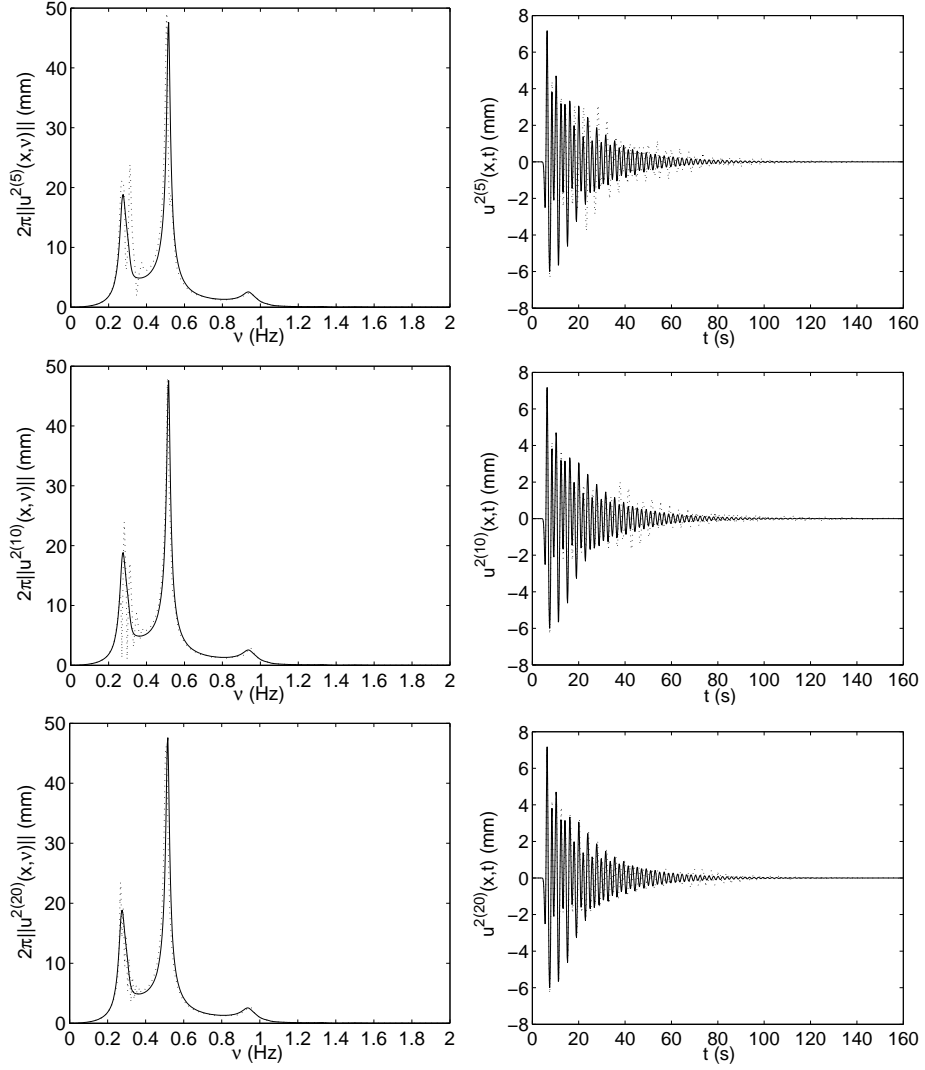 50
40
30
20
10
0
2π||u²⁽⁵⁾(x,ν)|| (mm)
0 0.2 0.4 0.6 0.8 1 1.2 1.4 1.6 1.8 2
ν (Hz)
8
6
4
2
0
−2
−4
−6
−8
u²⁽⁵⁾(x,t) (mm)
0 20 40 60 80 100 120 140 160
t (s)
50
40
30
20
10
0
2π||u²⁽¹⁰⁾(x,ν)|| (mm)
0 0.2 0.4 0.6 0.8 1 1.2 1.4 1.6 1.8 2
ν (Hz)
8
6
4
2
0
−2
−4
−6
−8
u²⁽¹⁰⁾(x,t) (mm)
0 20 40 60 80 100 120 140 160
t (s)
50
40
30
20
10
0
2π||u²⁽²⁰⁾(x,ν)|| (mm)
0 0.2 0.4 0.6 0.8 1 1.2 1.4 1.6 1.8 2
ν (Hz)
8
6
4
2
0
−2
−4
−6
−8
u²⁽²⁰⁾(x,t) (mm)
0 20 40 60 80 100 120 140 160
t (s)